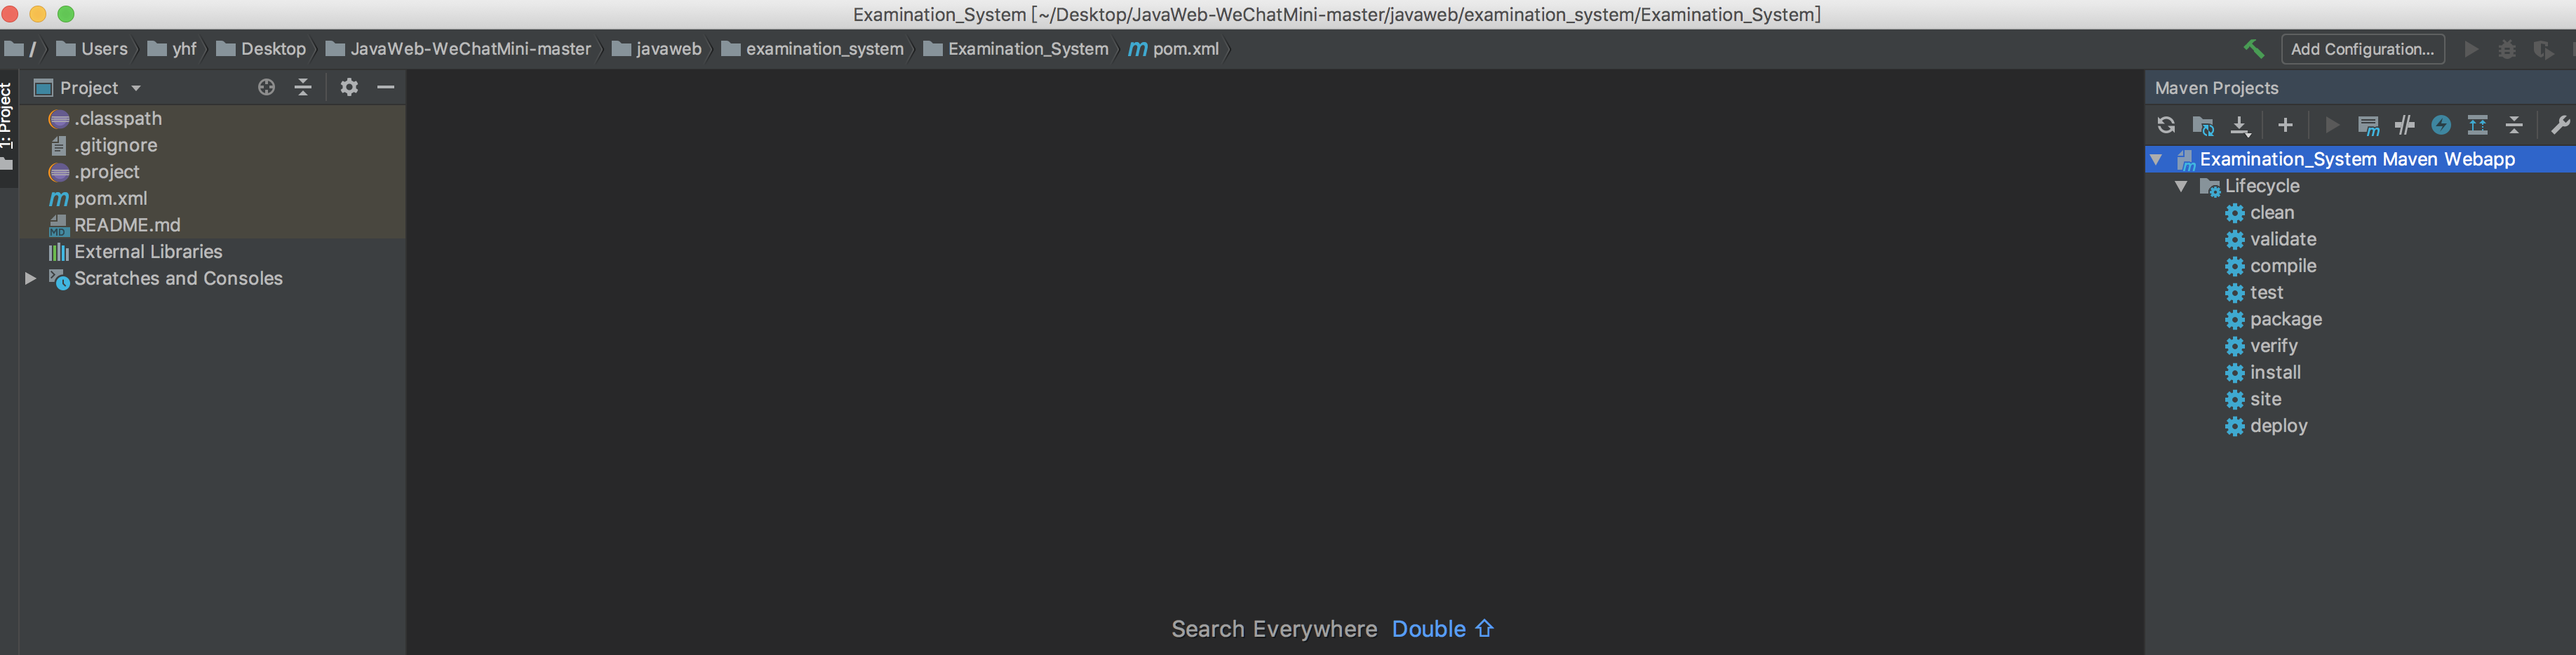 Examination_System [~/Desktop/JavaWeb-WeChatMini-master/javaweb/examination_system/Examination_System]
/ Users yhf Desktop JavaWeb-WeChatMini-master javaweb examination_system Examination_System pom.xml
Add Configuration...
1: Project
Project
.classpath
.gitignore
.project
pom.xml
README.md
External Libraries
Scratches and Consoles
Search Everywhere Double ⇧
Maven Projects
Examination_System Maven Webapp
Lifecycle
clean
validate
compile
test
package
verify
install
site
deploy